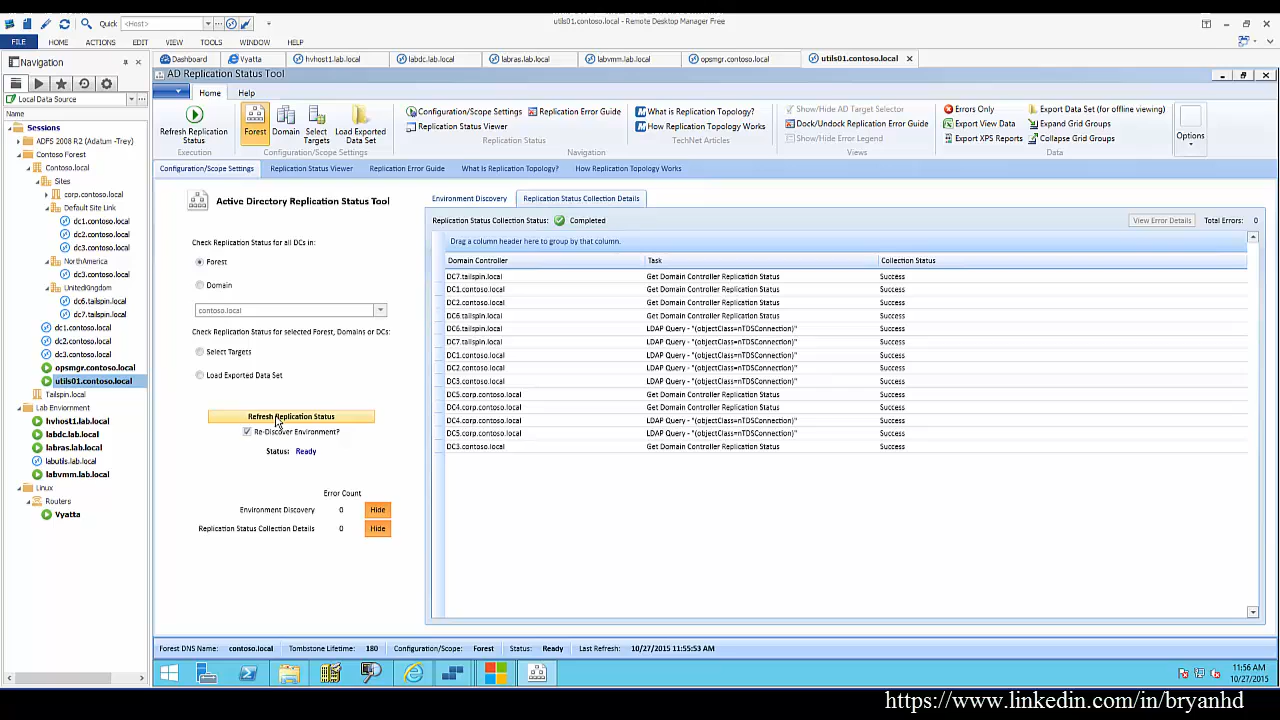 utils01.contoso.local - Remote Desktop Manager Free
Quick <Host>
FILE HOME ACTIONS EDIT VIEW TOOLS WINDOW HELP
Navigation
Dashboard Vyatta hvhost1.lab.local labdc.lab.local labras.lab.local labvmm.lab.local opsmgr.contoso.local utils01.contoso.local
AD Replication Status Tool
Local Data Source
Name
Sessions
ADFS 2008 R2 (Adatum -Trey)
Contoso Forest
Contoso.local
Sites
corp.contoso.local
Default Site Link
dc1.contoso.local
dc2.contoso.local
dc3.contoso.local
NorthAmerica
dc3.contoso.local
UnitedKingdom
dc6.tailspin.local
dc7.tailspin.local
dc1.contoso.local
dc2.contoso.local
dc3.contoso.local
opsmgr.contoso.local
utils01.contoso.local
Tailspin.local
Lab Enviornment
hvhost1.lab.local
labdc.lab.local
labras.lab.local
labutils.lab.local
labvmm.lab.local
Linux
Routers
Vyatta
Home Help
Refresh Replication Status
Execution
Forest Domain Select Targets Load Exported Data Set
Configuration/Scope Settings
Configuration/Scope Settings Replication Error Guide
Replication Status Viewer
Replication Status
What is Replication Topology?
How Replication Topology Works
TechNet Articles
Navigation
Show/Hide AD Target Selector
Dock/Undock Replication Error Guide
Show/Hide Error Legend
Views
Errors Only Export Data Set (for offline viewing)
Export View Data Expand Grid Groups
Export XPS Reports Collapse Grid Groups
Data
Options
Configuration/Scope Settings Replication Status Viewer Replication Error Guide What is Replication Topology? How Replication Topology Works
Active Directory Replication Status Tool
Check Replication Status for all DCs in:
Forest
Domain
contoso.local
Check Replication Status for selected Forest, Domains or DCs:
Select Targets
Load Exported Data Set
Refresh Replication Status
Re-Discover Environment?
Status: Ready
Error Count
Environment Discovery 0 Hide
Replication Status Collection Details 0 Hide
Environment Discovery Replication Status Collection Details
Replication Status Collection Status: Completed View Error Details Total Errors: 0
Drag a column header here to group by that column.
Domain Controller Task Collection Status
DC7.tailspin.local Get Domain Controller Replication Status Success
DC1.contoso.local Get Domain Controller Replication Status Success
DC2.contoso.local Get Domain Controller Replication Status Success
DC6.tailspin.local Get Domain Controller Replication Status Success
DC6.tailspin.local LDAP Query - "(objectClass=nTDSConnection)" Success
DC7.tailspin.local LDAP Query - "(objectClass=nTDSConnection)" Success
DC1.contoso.local LDAP Query - "(objectClass=nTDSConnection)" Success
DC2.contoso.local LDAP Query - "(objectClass=nTDSConnection)" Success
DC3.contoso.local LDAP Query - "(objectClass=nTDSConnection)" Success
DC5.corp.contoso.local Get Domain Controller Replication Status Success
DC4.corp.contoso.local Get Domain Controller Replication Status Success
DC4.corp.contoso.local LDAP Query - "(objectClass=nTDSConnection)" Success
DC5.corp.contoso.local LDAP Query - "(objectClass=nTDSConnection)" Success
DC3.contoso.local Get Domain Controller Replication Status Success
Forest DNS Name: contoso.local Tombstone Lifetime: 180 Configuration/Scope: Forest Status: Ready Last Refresh: 10/27/2015 11:55:53 AM
11:56 AM
10/27/2015
https://www.linkedin.com/in/bryanhd